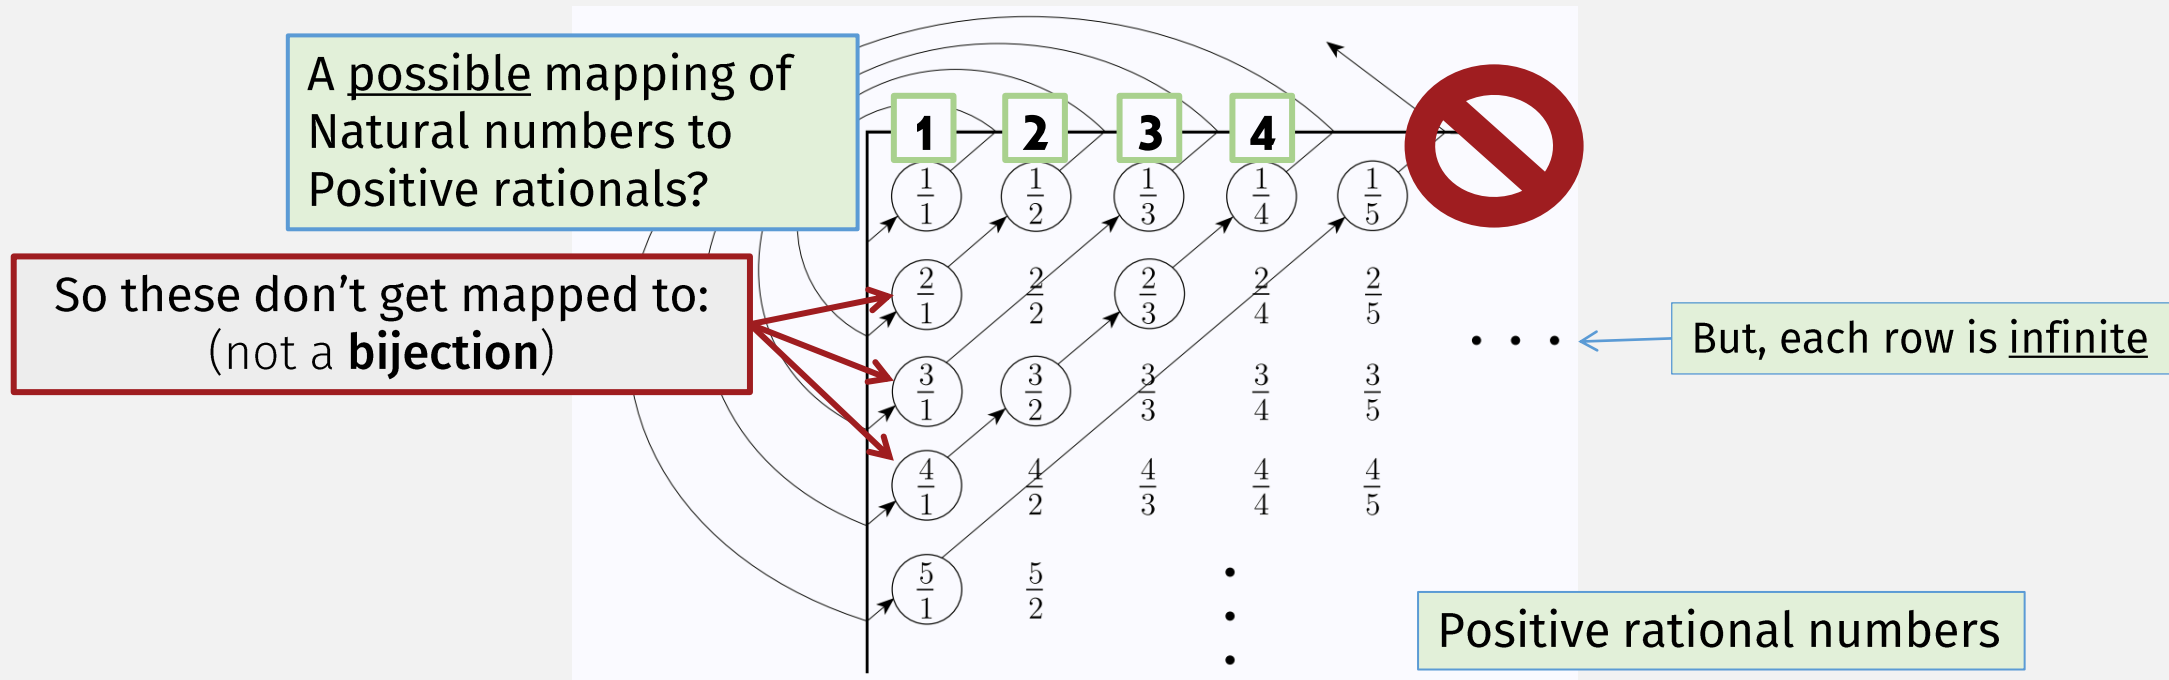 A possible mapping of
Natural numbers to
Positive rationals?
So these don’t get mapped to:
(not a bijection)
1 2 3 4
1/1 1/2 1/3 1/4 1/5
2/1 2/2 2/3 2/4 2/5
3/1 3/2 3/3 3/4 3/5
4/1 4/2 4/3 4/4 4/5
5/1 5/2
But, each row is infinite
Positive rational numbers